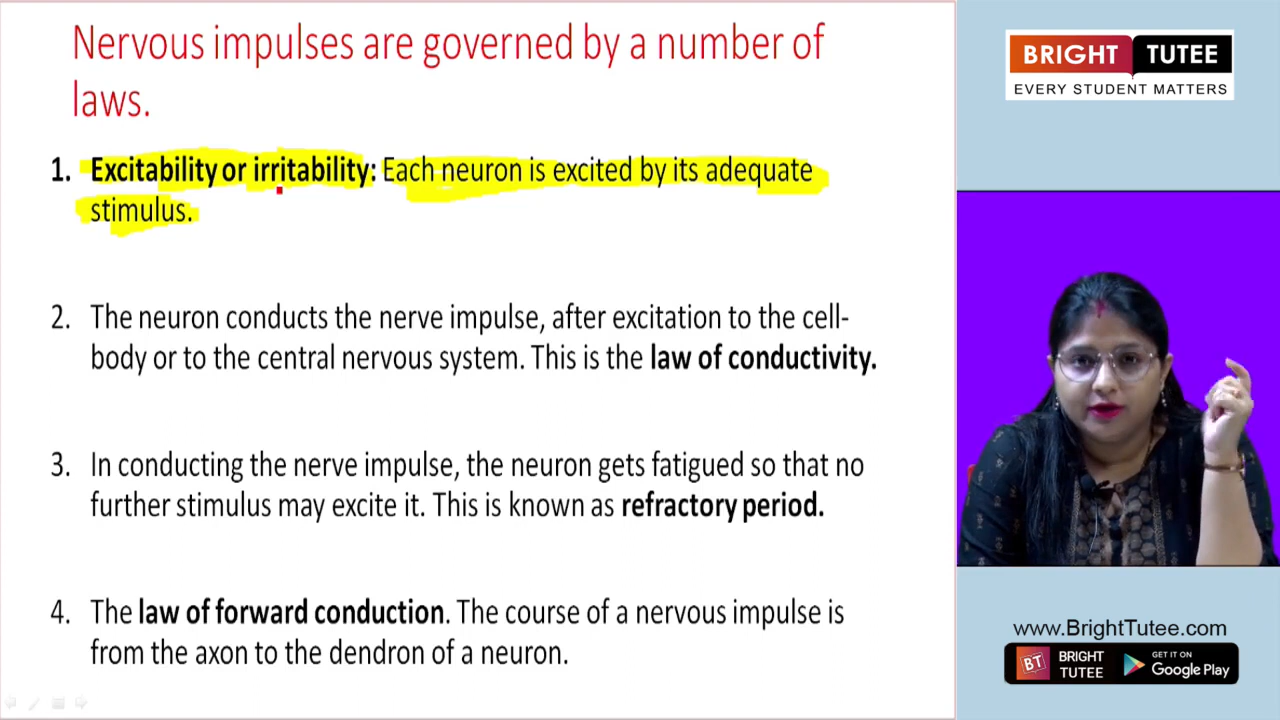 Nervous impulses are governed by a number of
laws.
1. Excitability or irritability: Each neuron is excited by its adequate
stimulus.
2. The neuron conducts the nerve impulse, after excitation to the cell-
body or to the central nervous system. This is the law of conductivity.
3. In conducting the nerve impulse, the neuron gets fatigued so that no
further stimulus may excite it. This is known as refractory period.
4. The law of forward conduction. The course of a nervous impulse is
from the axon to the dendron of a neuron.
BRIGHT TUTEE
EVERY STUDENT MATTERS
www.BrightTutee.com
BT
BRIGHT
TUTEE
GET IT ON
Google Play